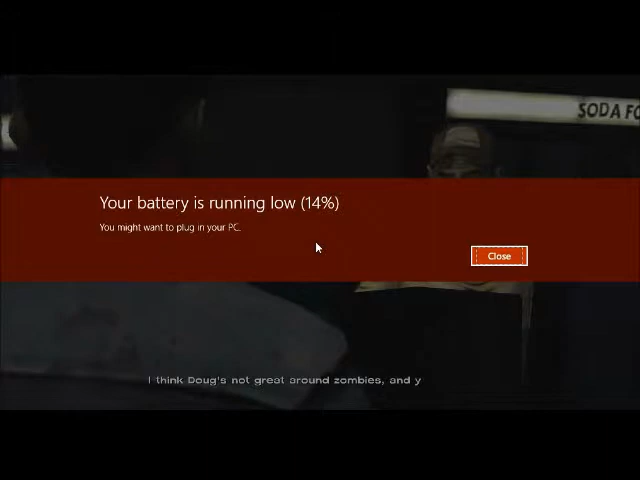 SODA FO
Your battery is running low (14%)
You might want to plug in your PC.
Close
I think Doug's not great around zombies, and y